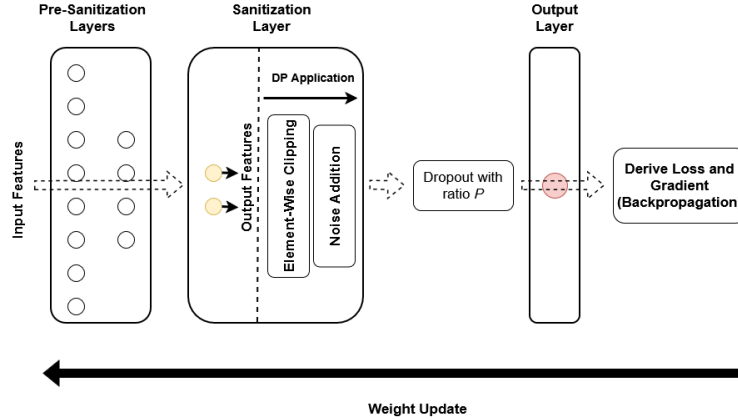 Pre-Sanitization
Layers
Sanitization
Layer
Output
Layer
DP Application
Input Features
Output Features
Element-Wise Clipping
Noise Addition
Dropout with
ratio P
Derive Loss and
Gradient
(Backpropagation
Weight Update